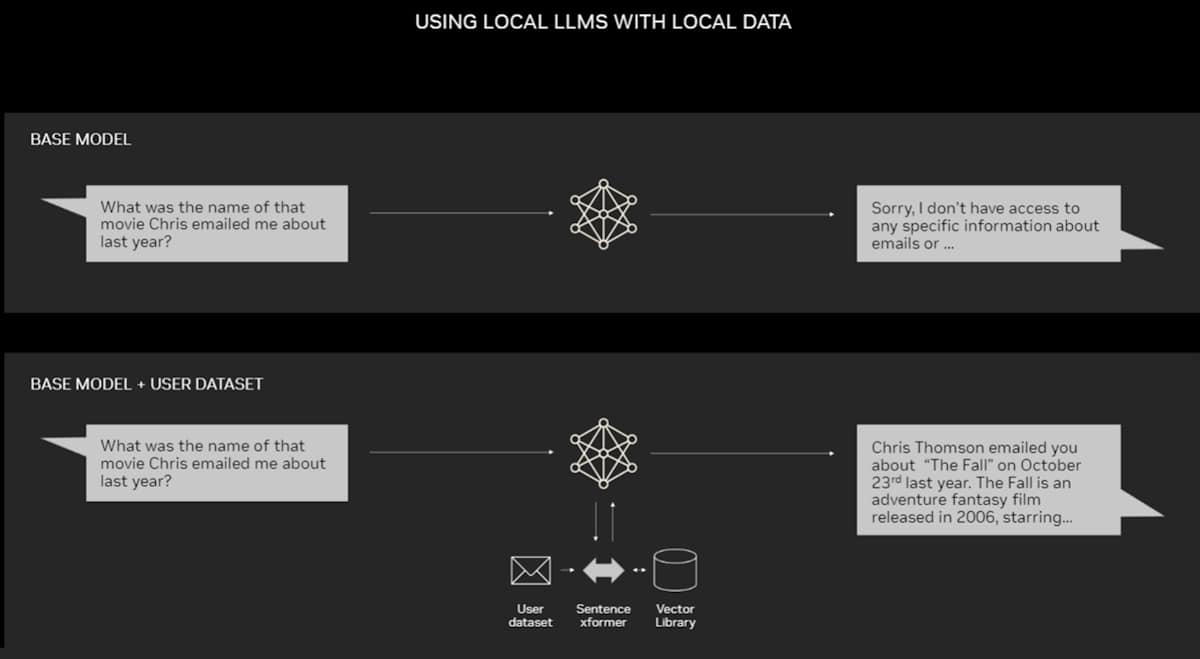 USING LOCAL LLMS WITH LOCAL DATA
BASE MODEL
What was the name of that
movie Chris emailed me about
last year?
Sorry, I don't have access to
any specific information about
emails or ...
BASE MODEL + USER DATASET
What was the name of that
movie Chris emailed me about
last year?
Chris Thomson emailed you
about "The Fall" on October
23rd last year. The Fall is an
adventure fantasy film
released in 2006, starring...
User
dataset
Sentence
xformer
Vector
Library